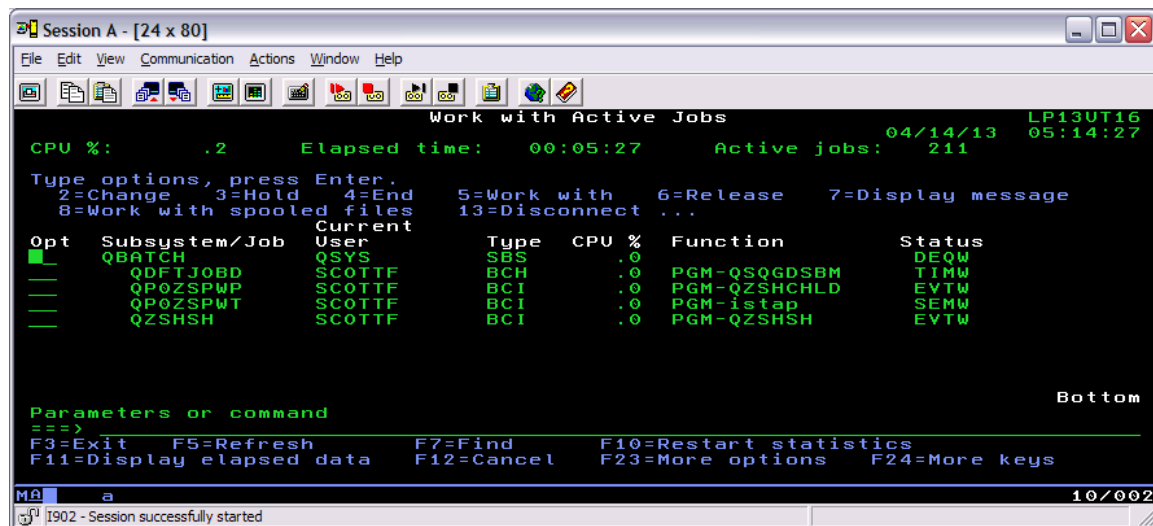 Session A - [24 x 80]
File Edit View Communication Actions Window Help
Work with Active Jobs LP13UT16
04/14/13 05:14:27
CPU %: .2 Elapsed time: 00:05:27 Active jobs: 211
Type options, press Enter.
2=Change 3=Hold 4=End 5=Work with 6=Release 7=Display message
8=Work with spooled files 13=Disconnect ...
Current
Opt Subsystem/Job User Type CPU % Function Status
QBATCH QSYS SBS .0 DEQW
QDFTJOBD SCOTTF BCH .0 PGM-QSQGDSBM TIMW
QP0ZSPWP SCOTTF BCI .0 PGM-QZSHCHLD EVTW
QP0ZSPWT SCOTTF BCI .0 PGM-istap SEMW
QZSHSH SCOTTF BCI .0 PGM-QZSHSH EVTW
Bottom
Parameters or command
===>
F3=Exit F5=Refresh F7=Find F10=Restart statistics
F11=Display elapsed data F12=Cancel F23=More options F24=More keys
MA a 10/002
I902 - Session successfully started